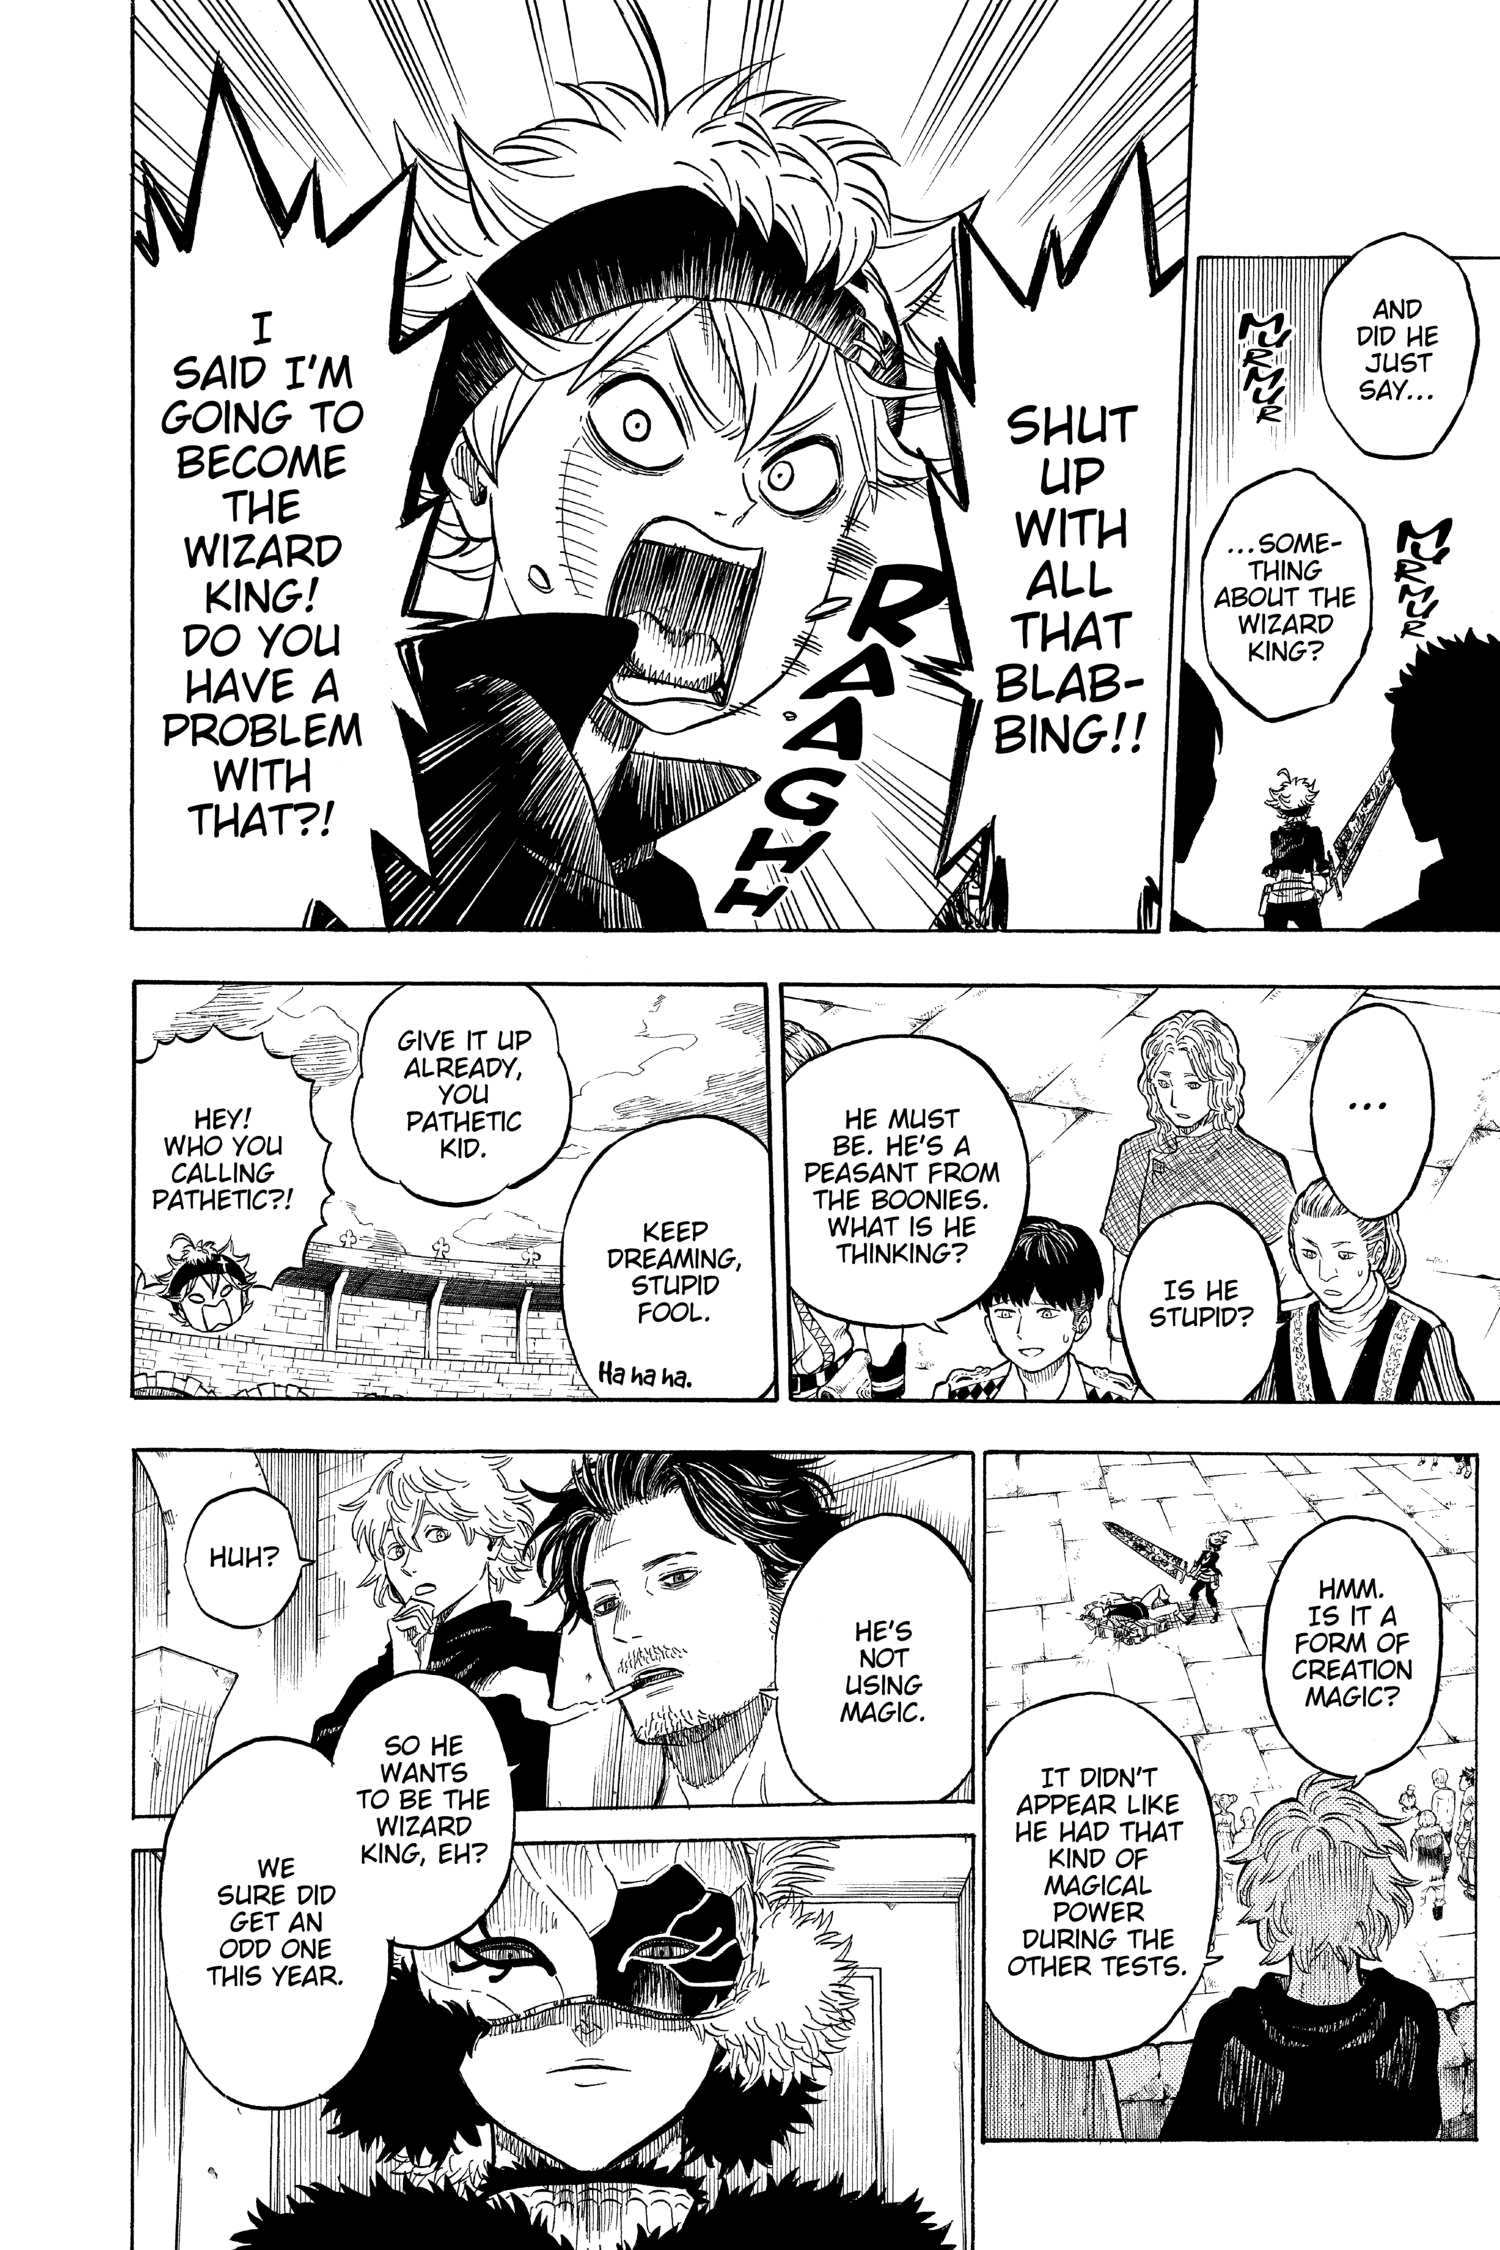 AND
DID HE
JUST
SAY...
MURMUR
...SOME-
THING
ABOUT THE
WIZARD
KING?
MURMUR
SHUT
UP
WITH
ALL
THAT
BLAB-
BING!!
RAAGHH
I
SAID I'M
GOING TO
BECOME
THE
WIZARD
KING!
DO YOU
HAVE A
PROBLEM
WITH
THAT?!
...
IS HE
STUPID?
HE MUST
BE. HE'S A
PEASANT FROM
THE BOONIES.
WHAT IS HE
THINKING?
KEEP
DREAMING,
STUPID
FOOL.
Ha ha ha.
GIVE IT UP
ALREADY,
YOU
PATHETIC
KID.
HEY!
WHO YOU
CALLING
PATHETIC?!
HMM.
IS IT A
FORM OF
CREATION
MAGIC?
IT DIDN'T
APPEAR LIKE
HE HAD THAT
KIND OF
MAGICAL
POWER
DURING THE
OTHER TESTS.
HE'S
NOT
USING
MAGIC.
HUH?
SO HE
WANTS
TO BE THE
WIZARD
KING, EH?
WE
SURE DID
GET AN
ODD ONE
THIS YEAR.